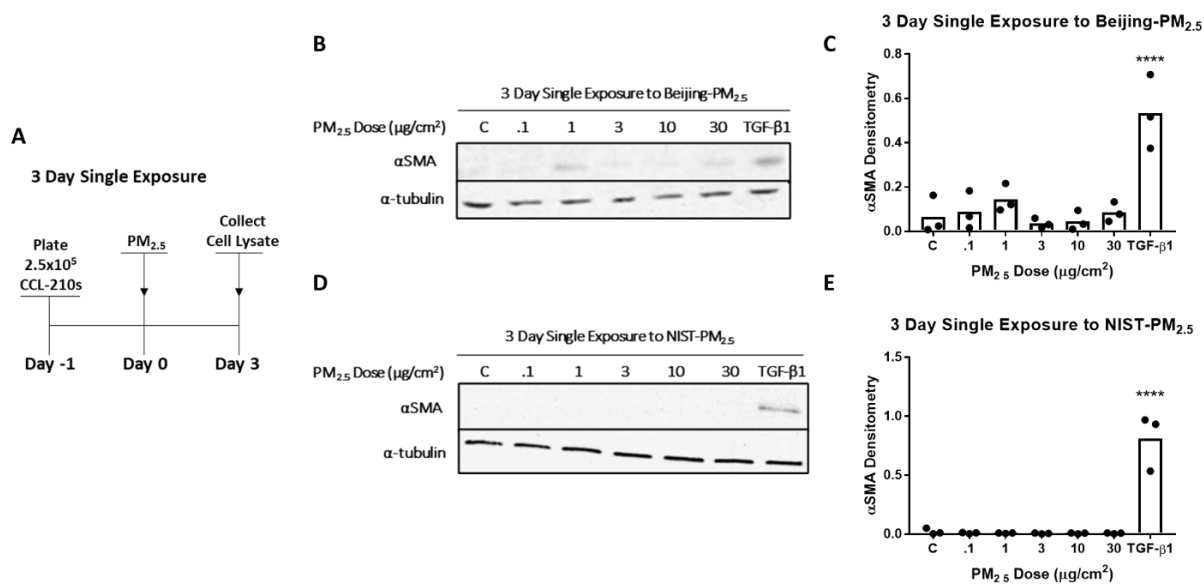 A
3 Day Single Exposure
Plate
2.5x10⁵
CCL-210s
PM₂.₅
Collect
Cell Lysate
Day -1 Day 0 Day 3
B
3 Day Single Exposure to Beijing-PM₂.₅
PM₂.₅ Dose (μg/cm²) C .1 1 3 10 30 TGF-β1
αSMA
α-tubulin
C
3 Day Single Exposure to Beijing-PM₂.₅
αSMA Densitometry
0.8
0.6
0.4
0.2
0.0
****
C .1 1 3 10 30 TGF-β1
PM₂ ₅ Dose (μg/cm²)
D
3 Day Single Exposure to NIST-PM₂.₅
PM₂.₅ Dose (μg/cm²) C .1 1 3 10 30 TGF-β1
αSMA
α-tubulin
E
3 Day Single Exposure to NIST-PM₂.₅
αSMA Densitometry
1.5
1.0
0.5
0.0
****
C .1 1 3 10 30 TGF-β1
PM₂ ₅ Dose (μg/cm²)